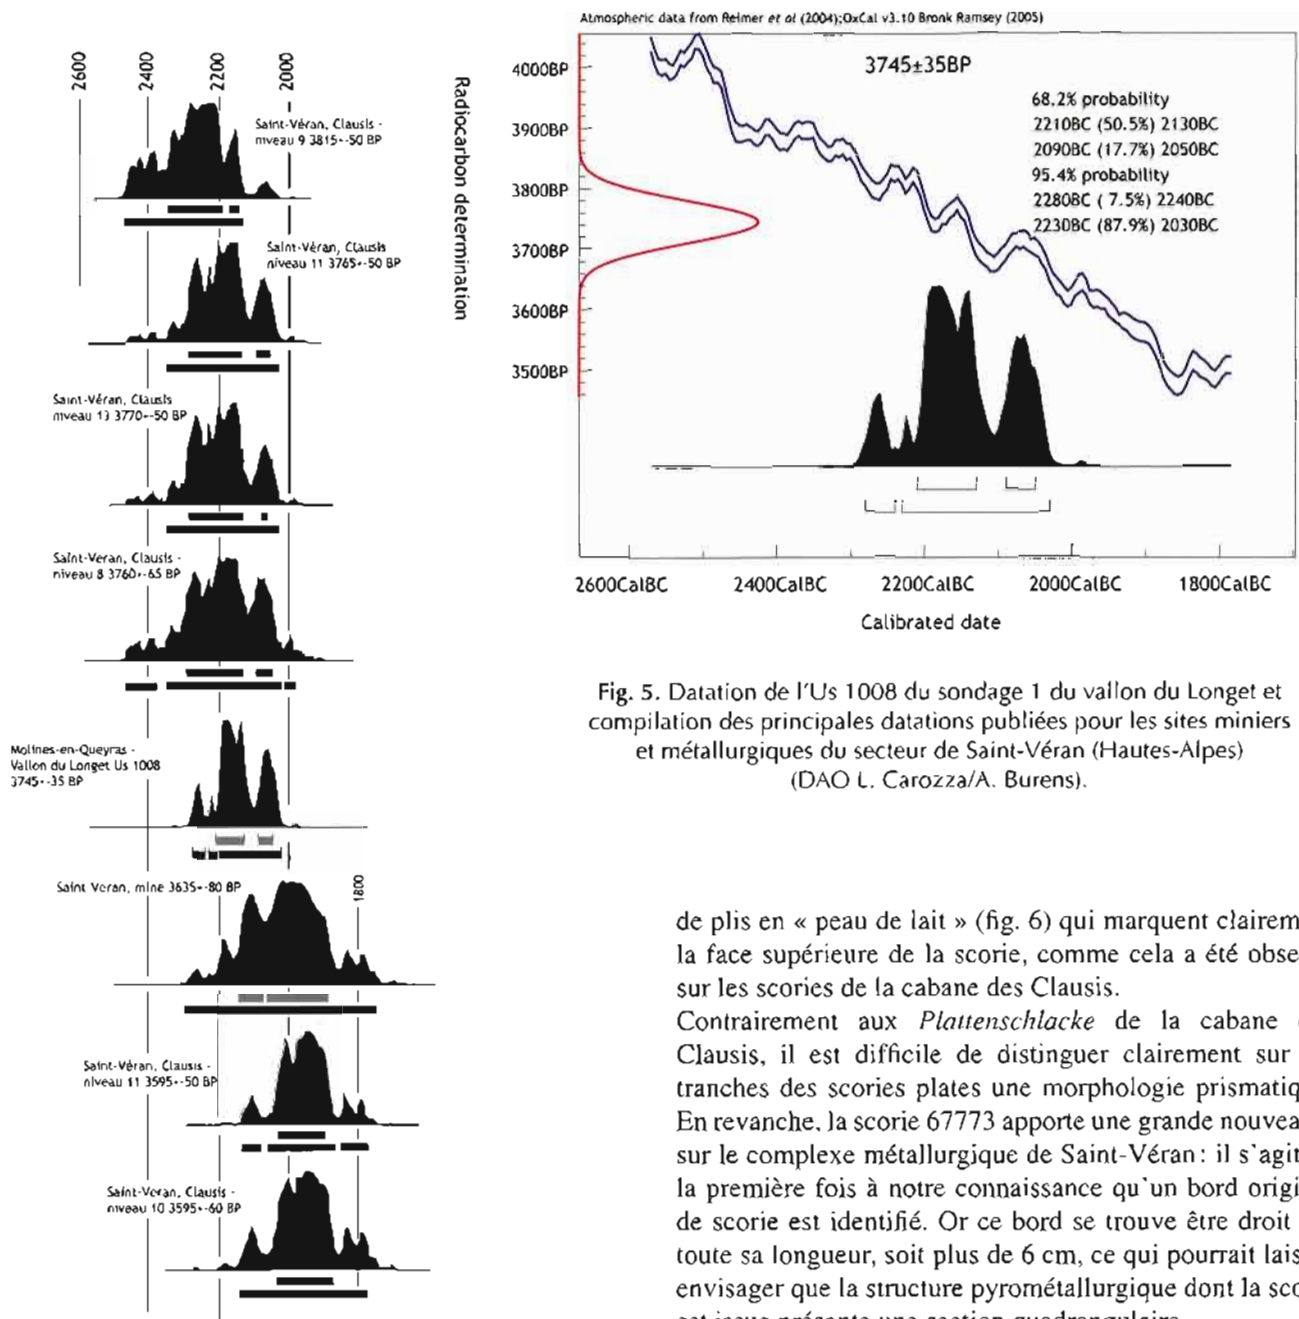 2600
2400
2200
2000
Saint-Véran, Clausis -
niveau 9 3815+-50 BP
Saint-Véran, Clausis
niveau 11 3765+-50 BP
Saint-Véran, Clausis
niveau 13 3770+-50 BP
Saint-Veran, Clausis -
niveau 8 3760+-65 BP
Molines-en-Queyras -
Vallon du Longet Us 1008
3745+-35 BP
Saint Veran, mine 3635+-80 BP
1800
Saint-Véran, Clausis -
niveau 11 3595+-50 BP
Saint-Veran, Clausis -
niveau 10 3595+-60 BP
Atmospheric data from Reimer et al (2004);OxCal v3.10 Bronk Ramsey (2005)
Radiocarbon determination
4000BP
3900BP
3800BP
3700BP
3600BP
3500BP
3745±35BP
68.2% probability
2210BC (50.5%) 2130BC
2090BC (17.7%) 2050BC
95.4% probability
2280BC ( 7.5%) 2240BC
2230BC (87.9%) 2030BC
2600CalBC 2400CalBC 2200CalBC 2000CalBC 1800CalBC
Calibrated date
Fig. 5. Datation de l'Us 1008 du sondage 1 du vallon du Longet et
compilation des principales datations publiées pour les sites miniers
et métallurgiques du secteur de Saint-Véran (Hautes-Alpes)
(DAO L. Carozza/A. Burens).
de plis en « peau de lait » (fig. 6) qui marquent clairem
la face supérieure de la scorie, comme cela a été obse
sur les scories de la cabane des Clausis.
Contrairement aux Plattenschlacke de la cabane
Clausis, il est difficile de distinguer clairement sur
tranches des scories plates une morphologie prismatiq
En revanche, la scorie 67773 apporte une grande nouvea
sur le complexe métallurgique de Saint-Véran: il s'agit
la première fois à notre connaissance qu'un bord origi
de scorie est identifié. Or ce bord se trouve être droit
toute sa longueur, soit plus de 6 cm, ce qui pourrait lais
envisager que la structure pyrométallurgique dont la sco